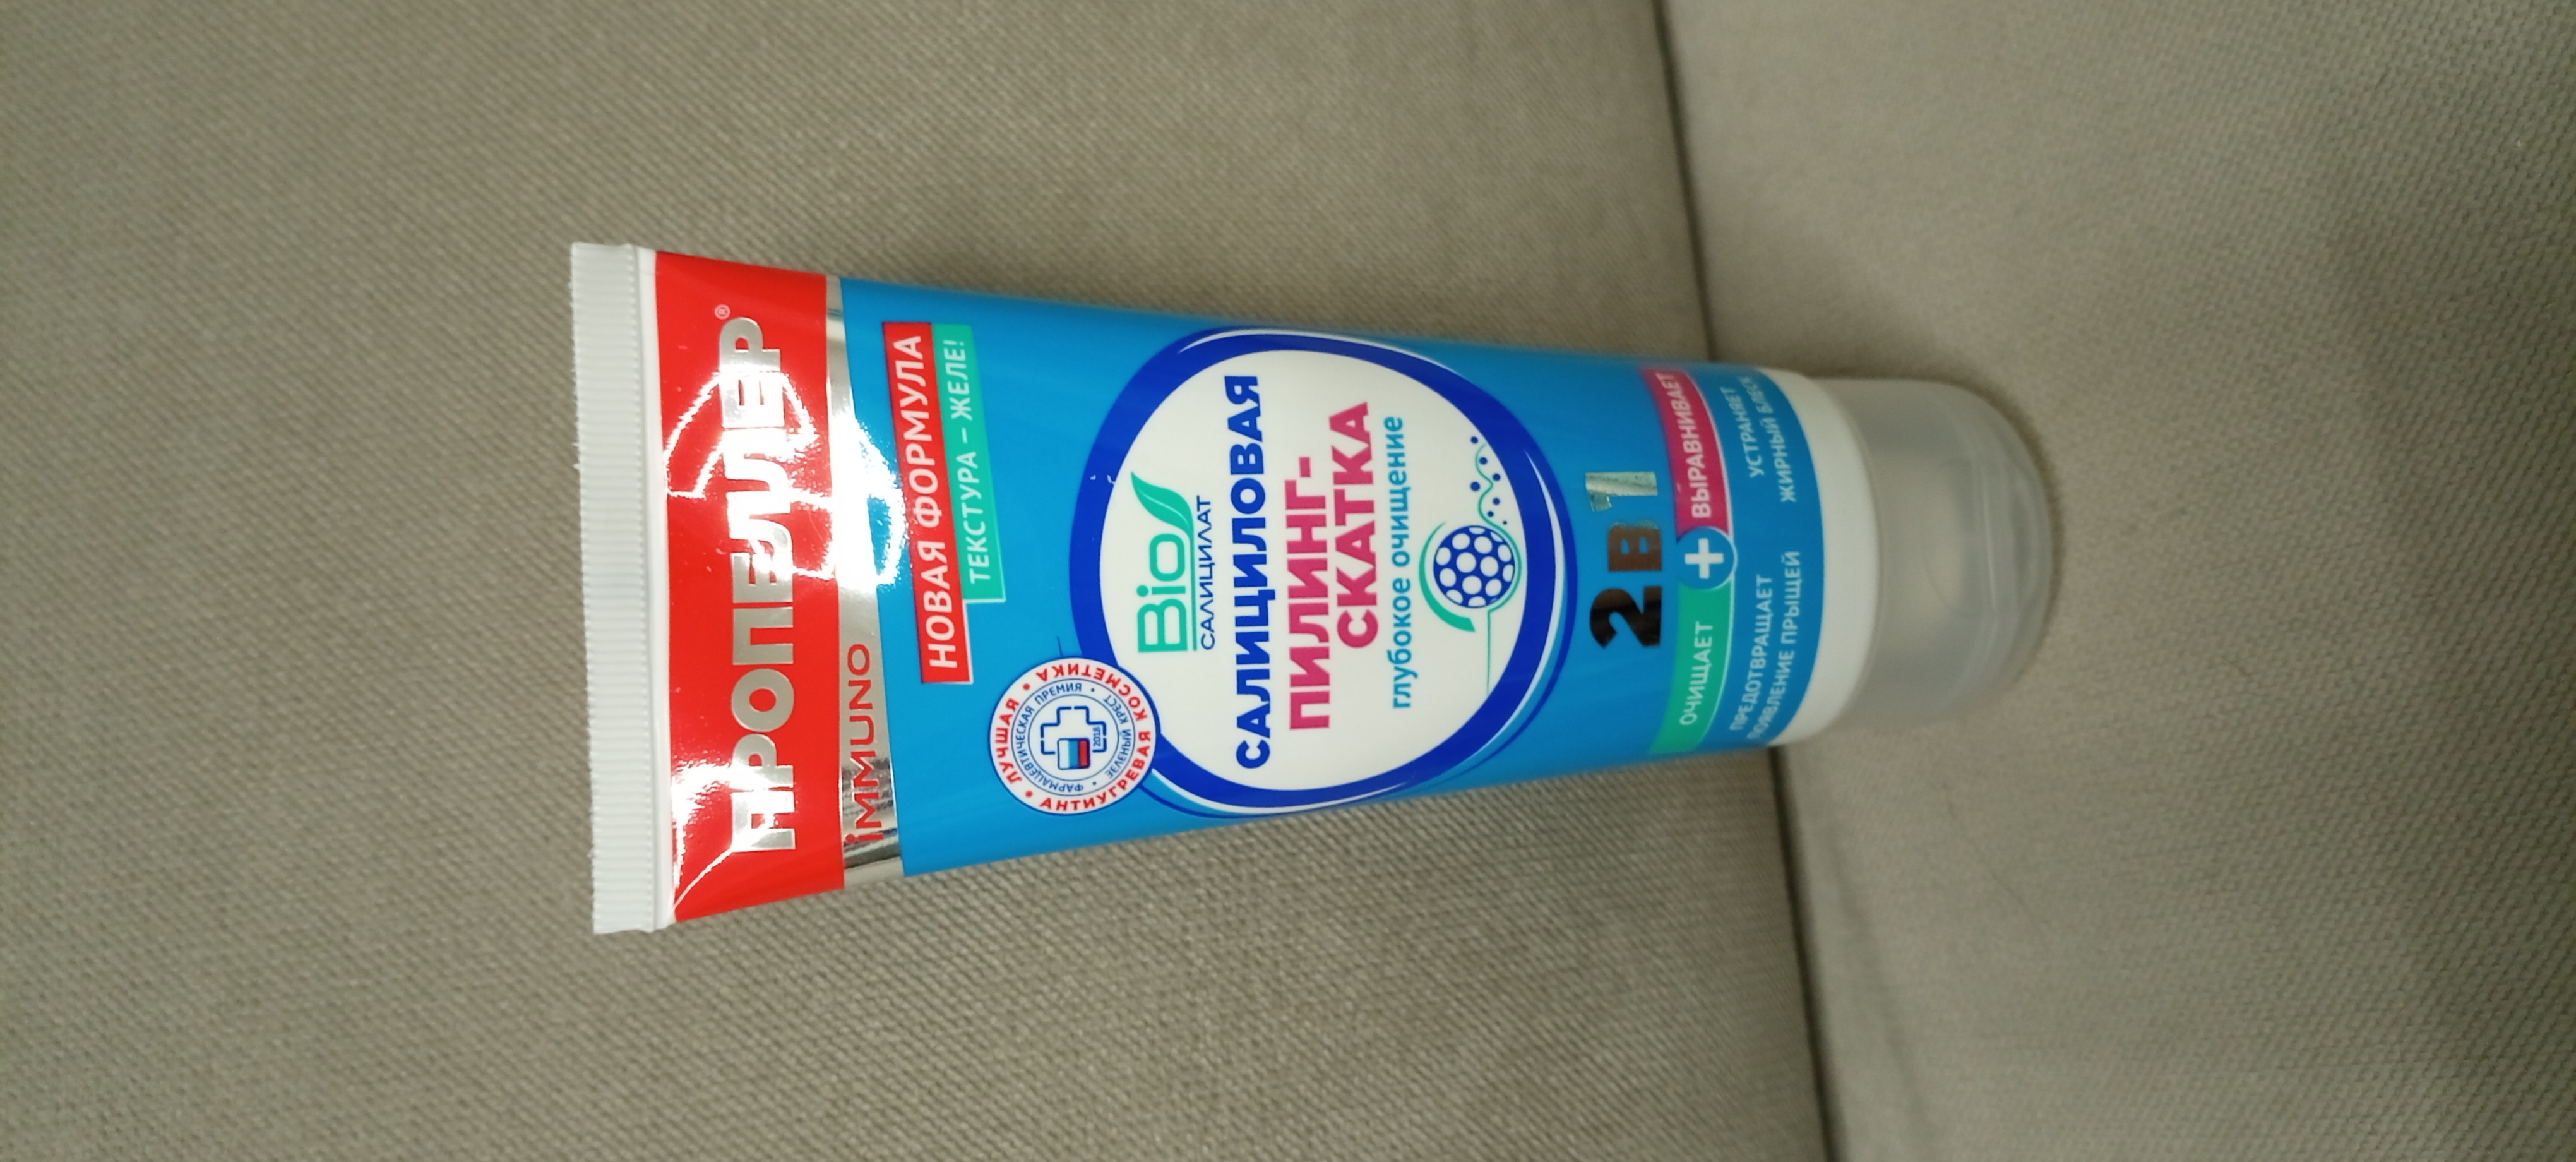 ПРОПЕЛЛЕР®
iMMUNO
НОВАЯ ФОРМУЛА
ТЕКСТУРА – ЖЕЛЕ!
ЛУЧШАЯ • АНТИУГРЕВАЯ КОСМЕТИКА •
ФАРМАЦЕВТИЧЕСКАЯ ПРЕМИЯ • ЗЕЛЕНЫЙ КРЕСТ •
2018
Bio
САЛИЦИЛАТ
САЛИЦИЛОВАЯ
ПИЛИНГ-
СКАТКА
глубокое очищение
2 В 1
ОЧИЩАЕТ + ВЫРАВНИВАЕТ
ПРЕДОТВРАЩАЕТ
ПОЯВЛЕНИЕ ПРЫЩЕЙ
УСТРАНЯЕТ
ЖИРНЫЙ БЛЕСК